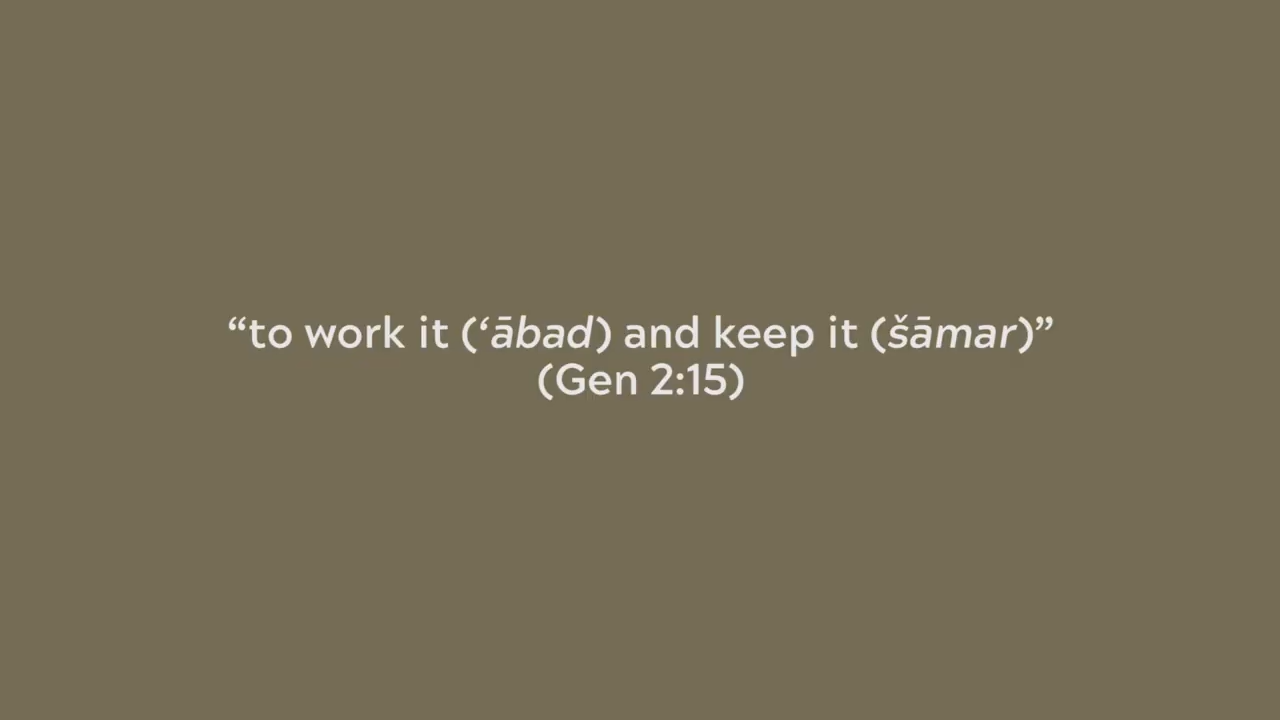 “to work it (‘ābad) and keep it (šāmar)”
(Gen 2:15)